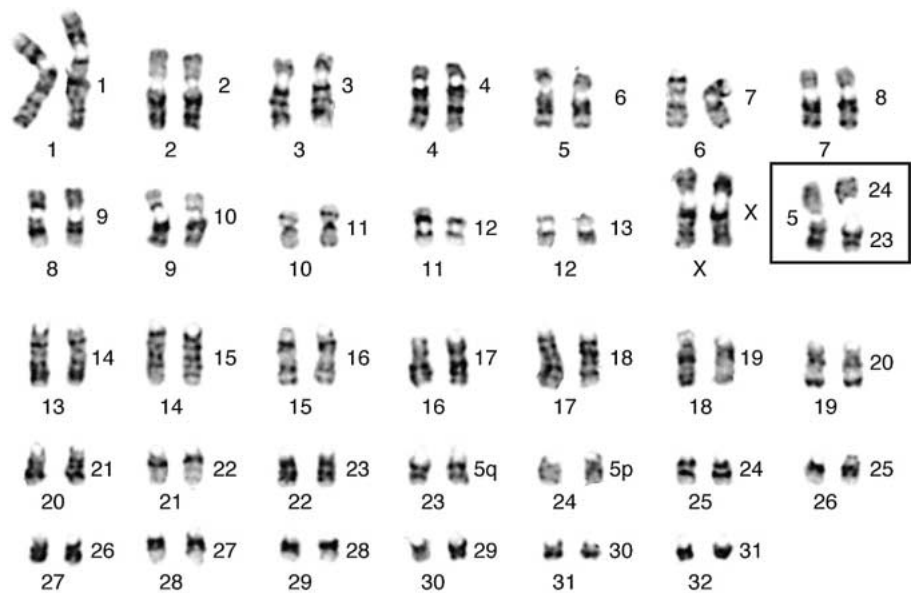 1 2 3 4 6 7 8
1 2 3 4 5 6 7
9 10 11 12 13 X 5 24
23
8 9 10 11 12 X
14 15 16 17 18 19 20
13 14 15 16 17 18 19
21 22 23 5q 5p 24 25
20 21 22 23 24 25 26
26 27 28 29 30 31
27 28 29 30 31 32